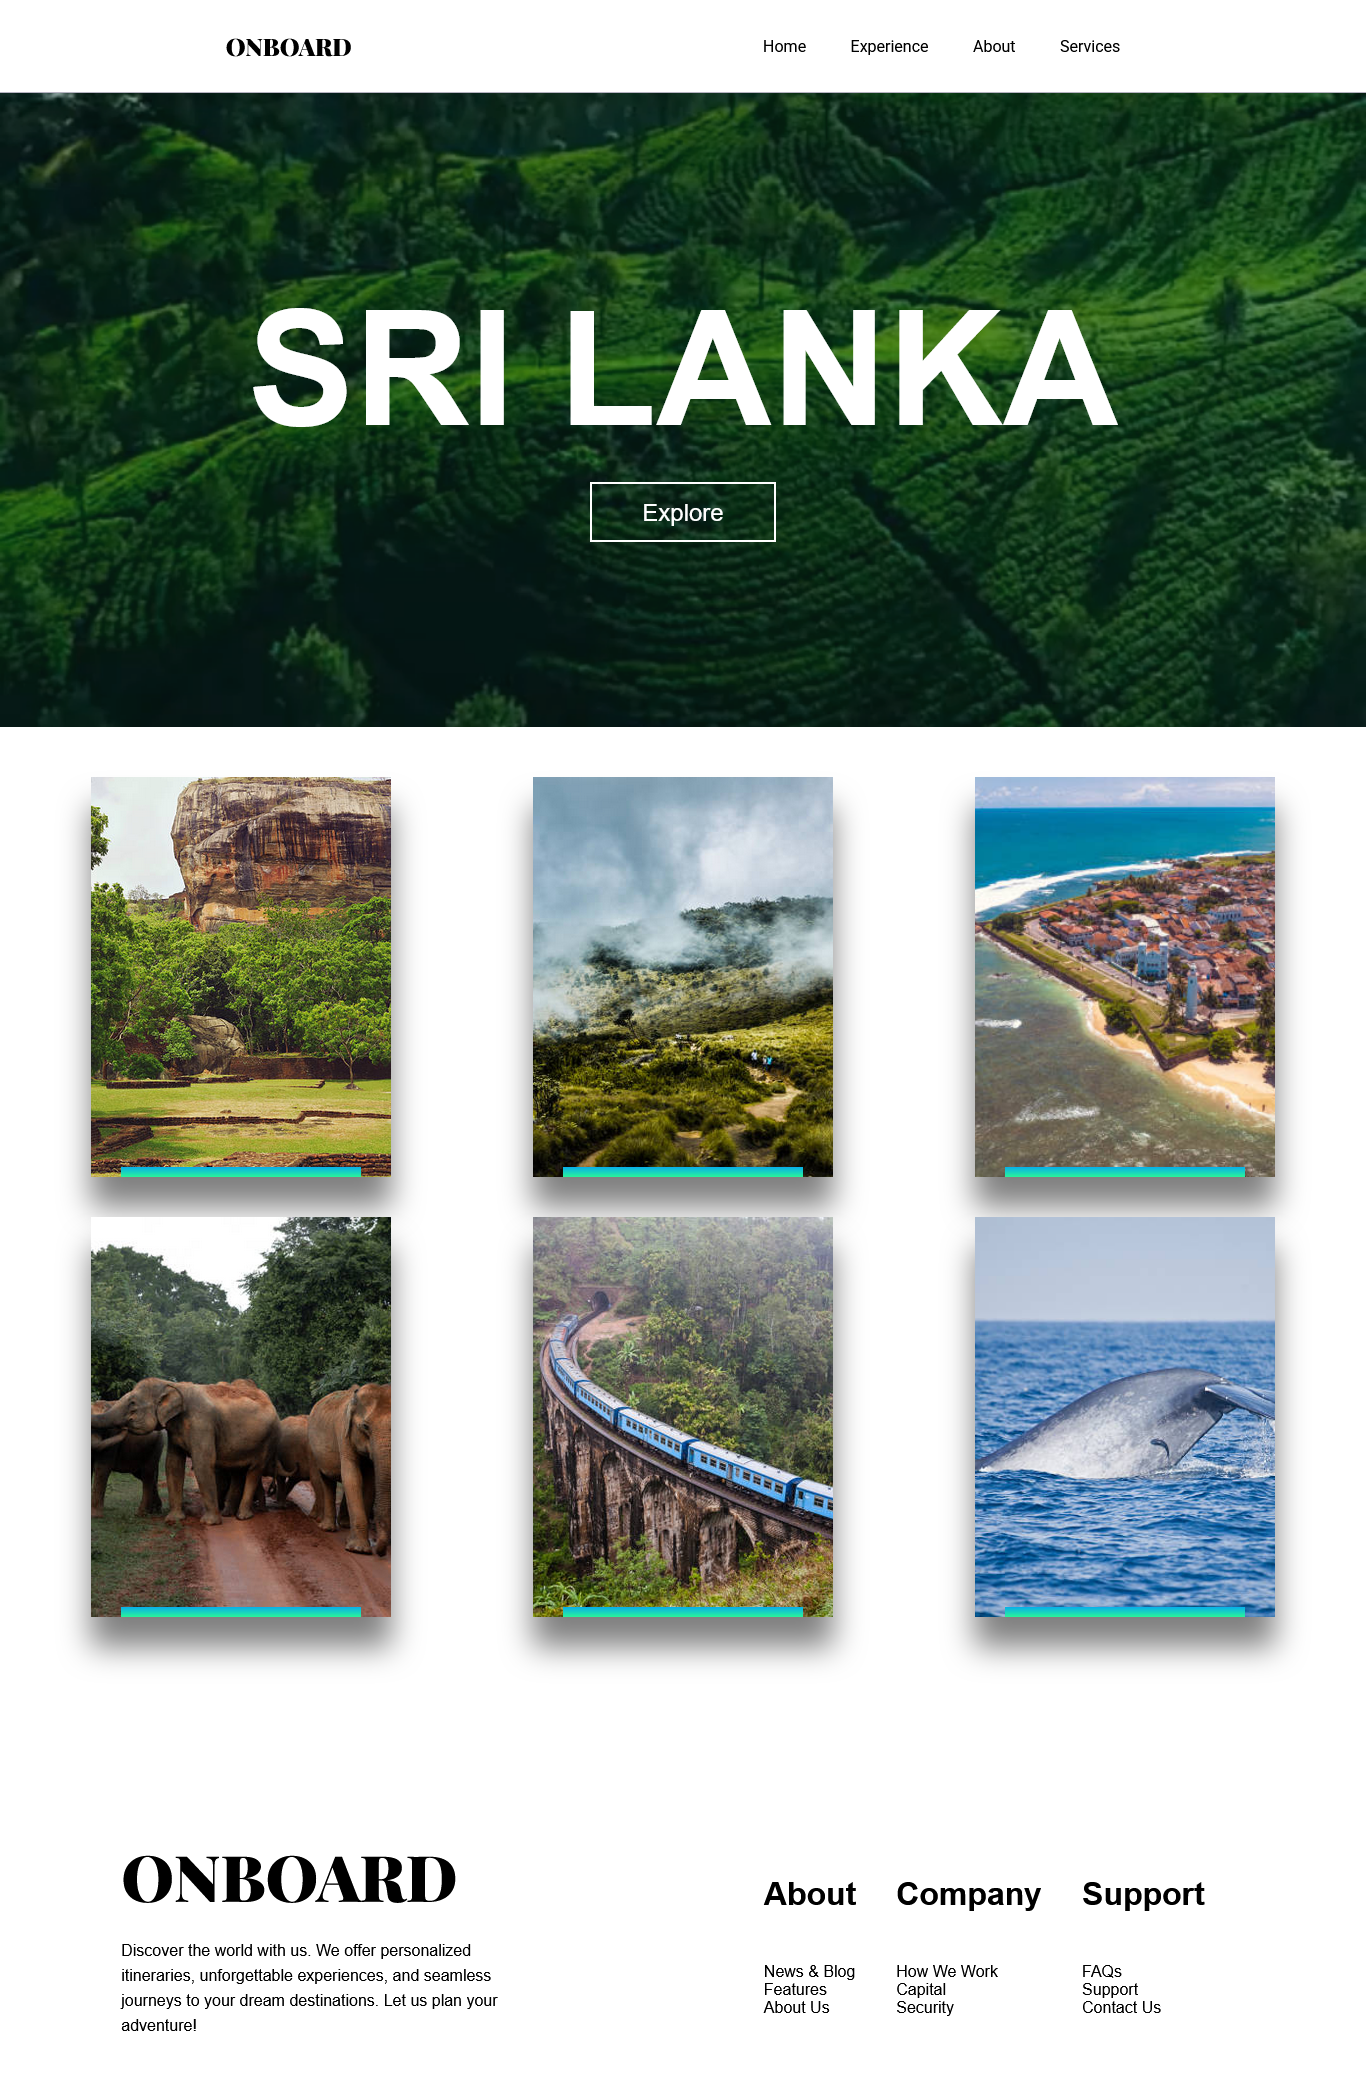 ONBOARD
Home Experience About Services
SRI LANKA
Explore
ONBOARD
Discover the world with us. We offer personalized
itineraries, unforgettable experiences, and seamless
journeys to your dream destinations. Let us plan your
adventure!
About
News & Blog
Features
About Us
Company
How We Work
Capital
Security
Support
FAQs
Support
Contact Us